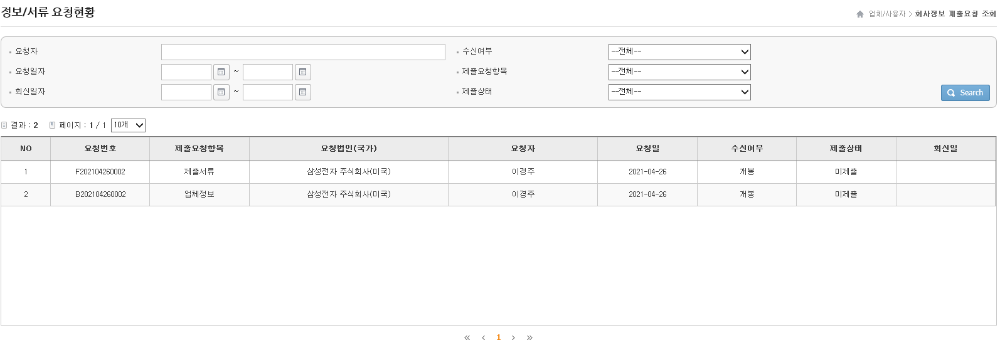 정보/서류 요청현황
업체/사용자 > 회사정보 제출요청 조회
요청자 수신여부 --전체--
요청일자 ~ 제출요청항목 --전체--
회신일자 ~ 제출상태 --전체-- Search
결과 : 2 페이지 : 1 / 1 10개
NO 요청번호 제출요청항목 요청법인(국가) 요청자 요청일 수신여부 제출상태 회신일
1 F202104260002 제출서류 삼성전자 주식회사(미국) 이경주 2021-04-26 개봉 미제출
2 B202104260002 업체정보 삼성전자 주식회사(미국) 이경주 2021-04-26 개봉 미제출
« ‹ 1 › »